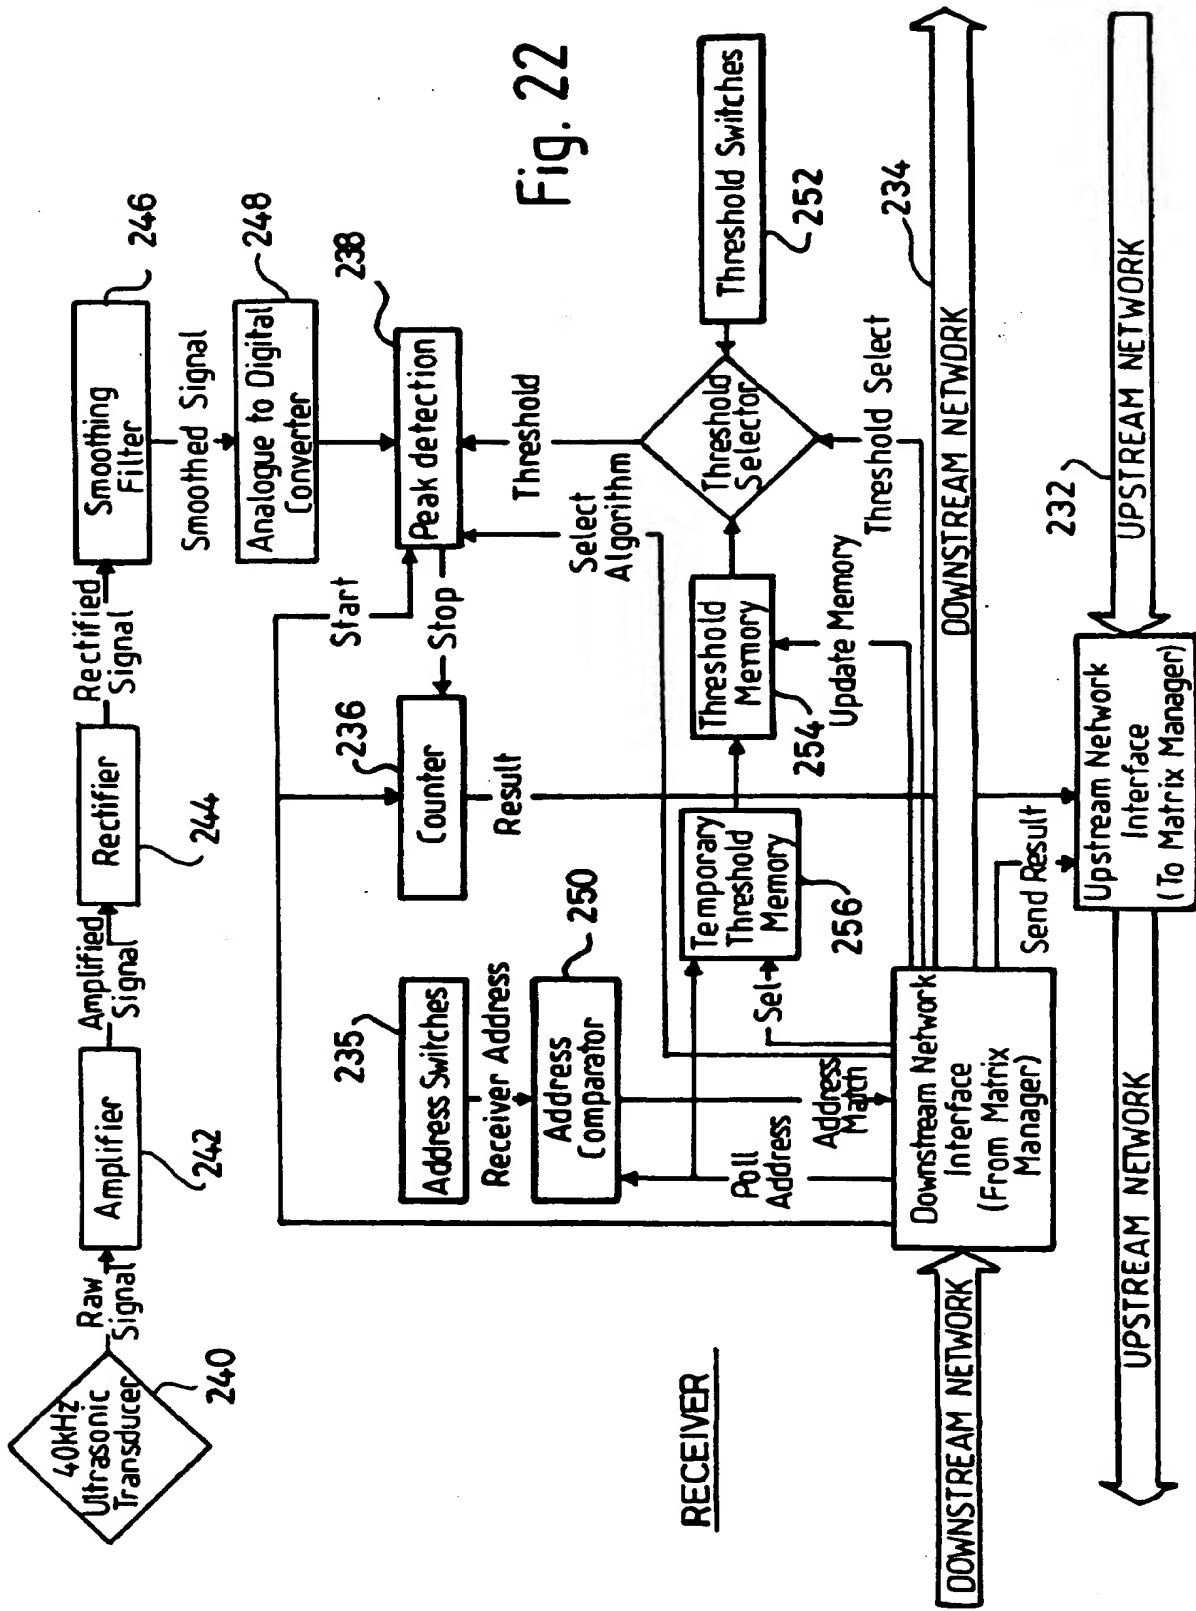 40kHz
Ultrasonic
Transducer
240
Raw
Signal
Amplifier
242
Amplified
Signal
Rectifier
244
Rectified
Signal
Smoothing
Filter
246
Smoothed Signal
Analogue to Digital
Converter
248
Start
Peak detection
238
Stop
Counter
236
Result
Select
Algorithm
Threshold
Fig. 22
Address Switches
235
Receiver Address
Address
Comparator
250
Poll
Address
Address
Match
Sel
Temporary
Threshold
Memory
256
Threshold
Memory
254
Update Memory
Threshold
Selector
Threshold Switches
252
Threshold Select
RECEIVER
DOWNSTREAM NETWORK
Downstream Network
Interface
(From Matrix
Manager)
DOWNSTREAM NETWORK
234
Send Result
UPSTREAM NETWORK
Upstream Network
Interface
(To Matrix Manager)
UPSTREAM NETWORK
232